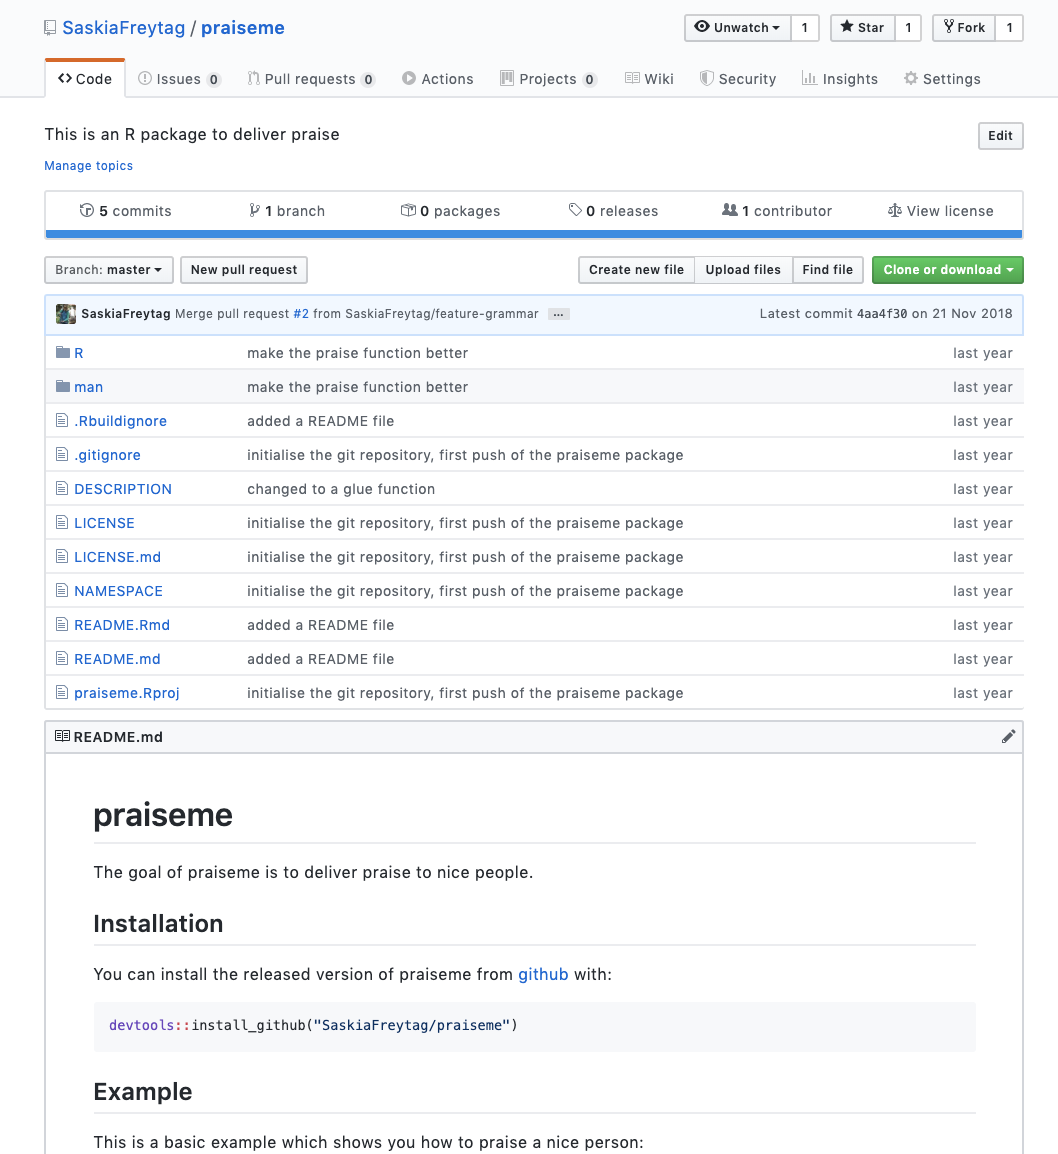 SaskiaFreytag / praiseme
Unwatch 1 Star 1 Fork 1
Code Issues 0 Pull requests 0 Actions Projects 0 Wiki Security Insights Settings
This is an R package to deliver praise
Edit
Manage topics
5 commits 1 branch 0 packages 0 releases 1 contributor View license
Branch: master New pull request Create new file Upload files Find file Clone or download
SaskiaFreytag Merge pull request #2 from SaskiaFreytag/feature-grammar … Latest commit 4aa4f30 on 21 Nov 2018
R make the praise function better last year
man make the praise function better last year
.Rbuildignore added a README file last year
.gitignore initialise the git repository, first push of the praiseme package last year
DESCRIPTION changed to a glue function last year
LICENSE initialise the git repository, first push of the praiseme package last year
LICENSE.md initialise the git repository, first push of the praiseme package last year
NAMESPACE initialise the git repository, first push of the praiseme package last year
README.Rmd added a README file last year
README.md added a README file last year
praiseme.Rproj initialise the git repository, first push of the praiseme package last year
README.md
praiseme
The goal of praiseme is to deliver praise to nice people.
Installation
You can install the released version of praiseme from github with:
devtools::install_github("SaskiaFreytag/praiseme")
Example
This is a basic example which shows you how to praise a nice person: